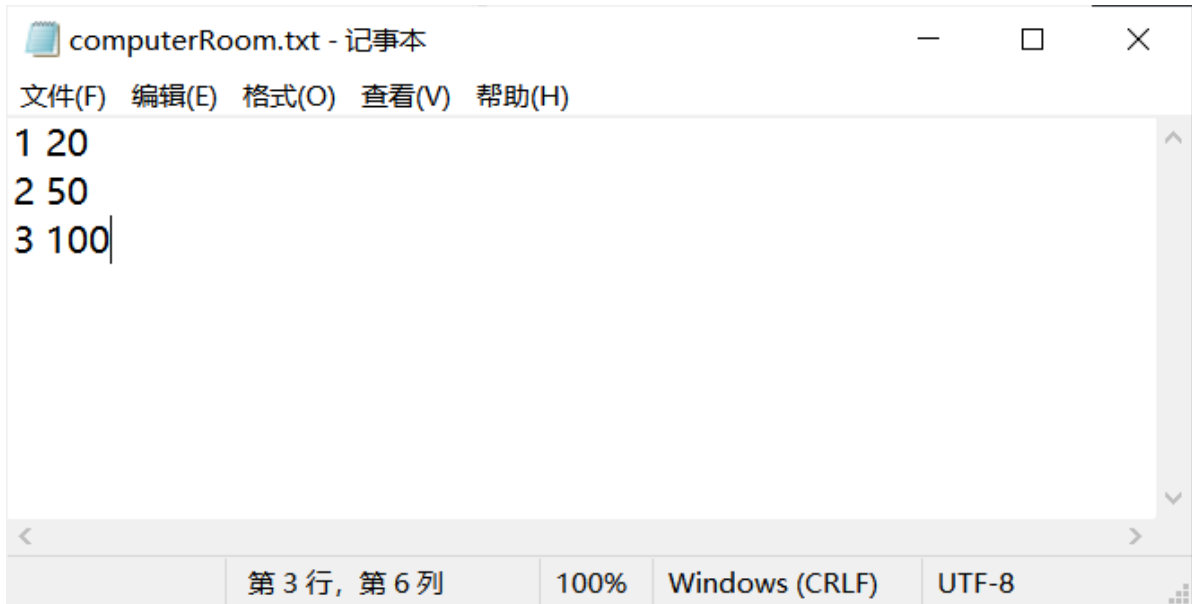 computerRoom.txt - 记事本
文件(F) 编辑(E) 格式(O) 查看(V) 帮助(H)
1 20
2 50
3 100
第 3 行，第 6 列 100% Windows (CRLF) UTF-8